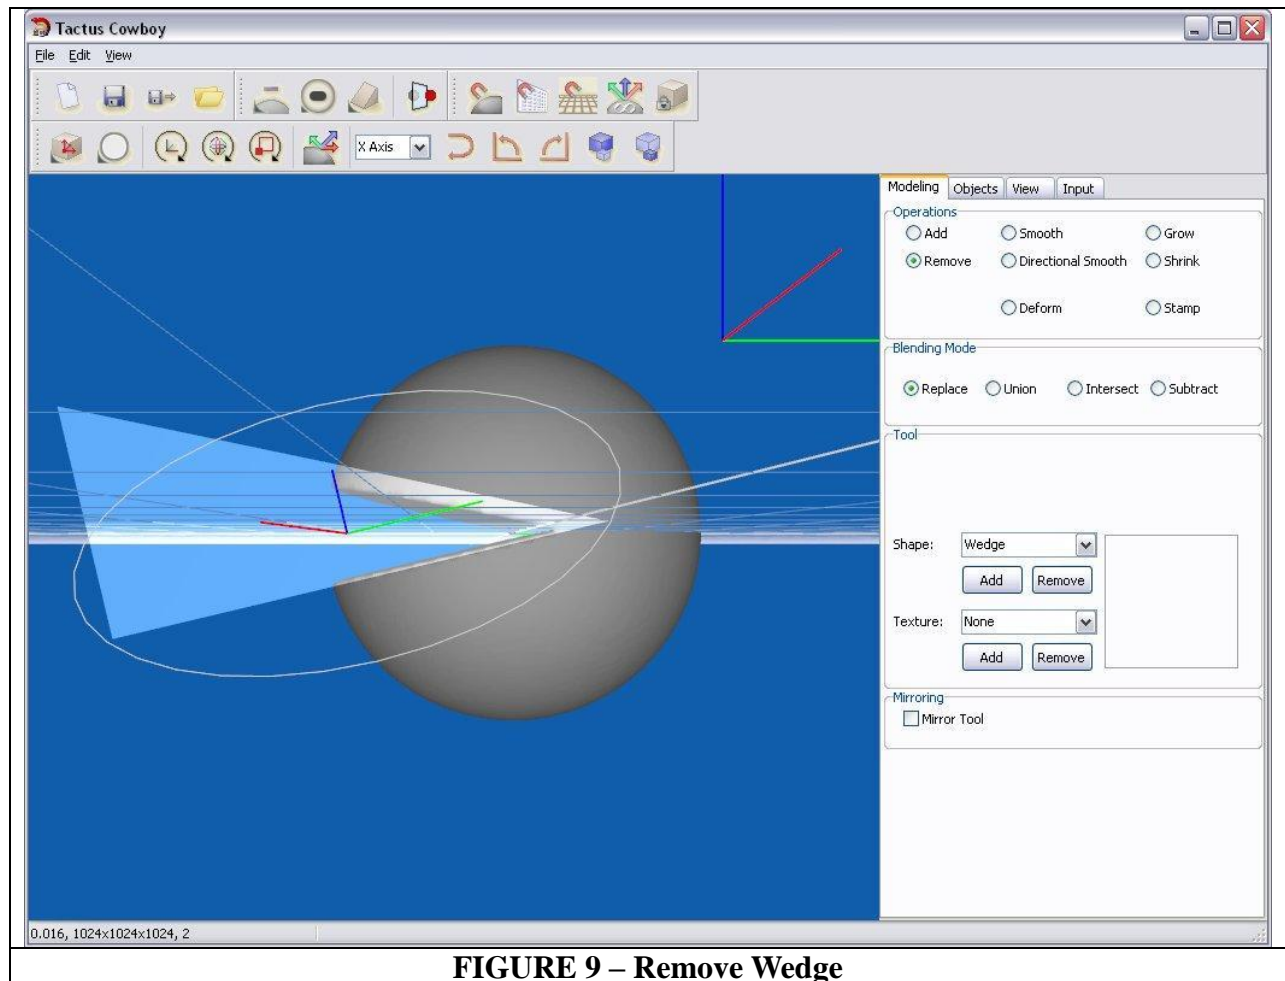 Tactus Cowboy
File Edit View
X Axis
Modeling Objects View Input
Operations
Add Smooth Grow
Remove Directional Smooth Shrink
Deform Stamp
Blending Mode
Replace Union Intersect Subtract
Tool
Shape: Wedge
Add Remove
Texture: None
Add Remove
Mirroring
Mirror Tool
0.016, 1024x1024x1024, 2
FIGURE 9 – Remove Wedge